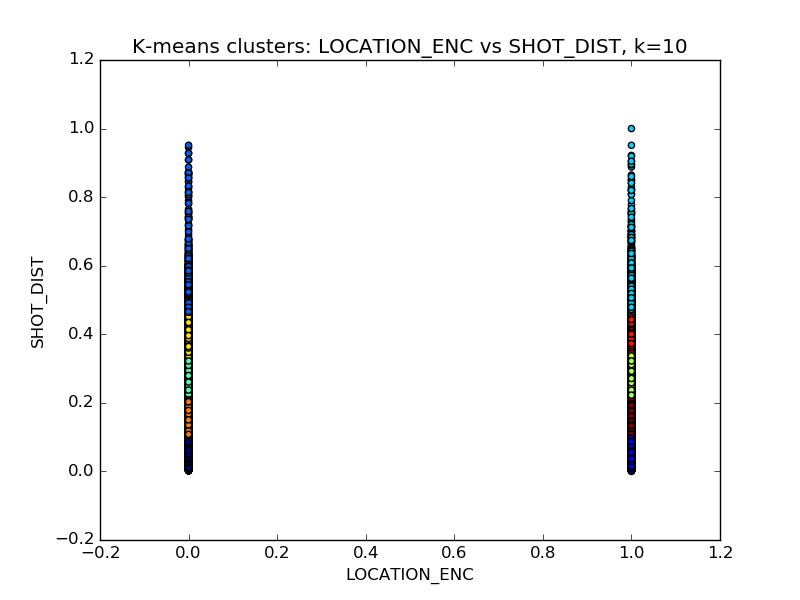 K-means clusters: LOCATION_ENC vs SHOT_DIST, k=10
1.2
1.0
0.8
0.6
0.4
0.2
0.0
−0.2
SHOT_DIST
−0.2 0.0 0.2 0.4 0.6 0.8 1.0 1.2
LOCATION_ENC